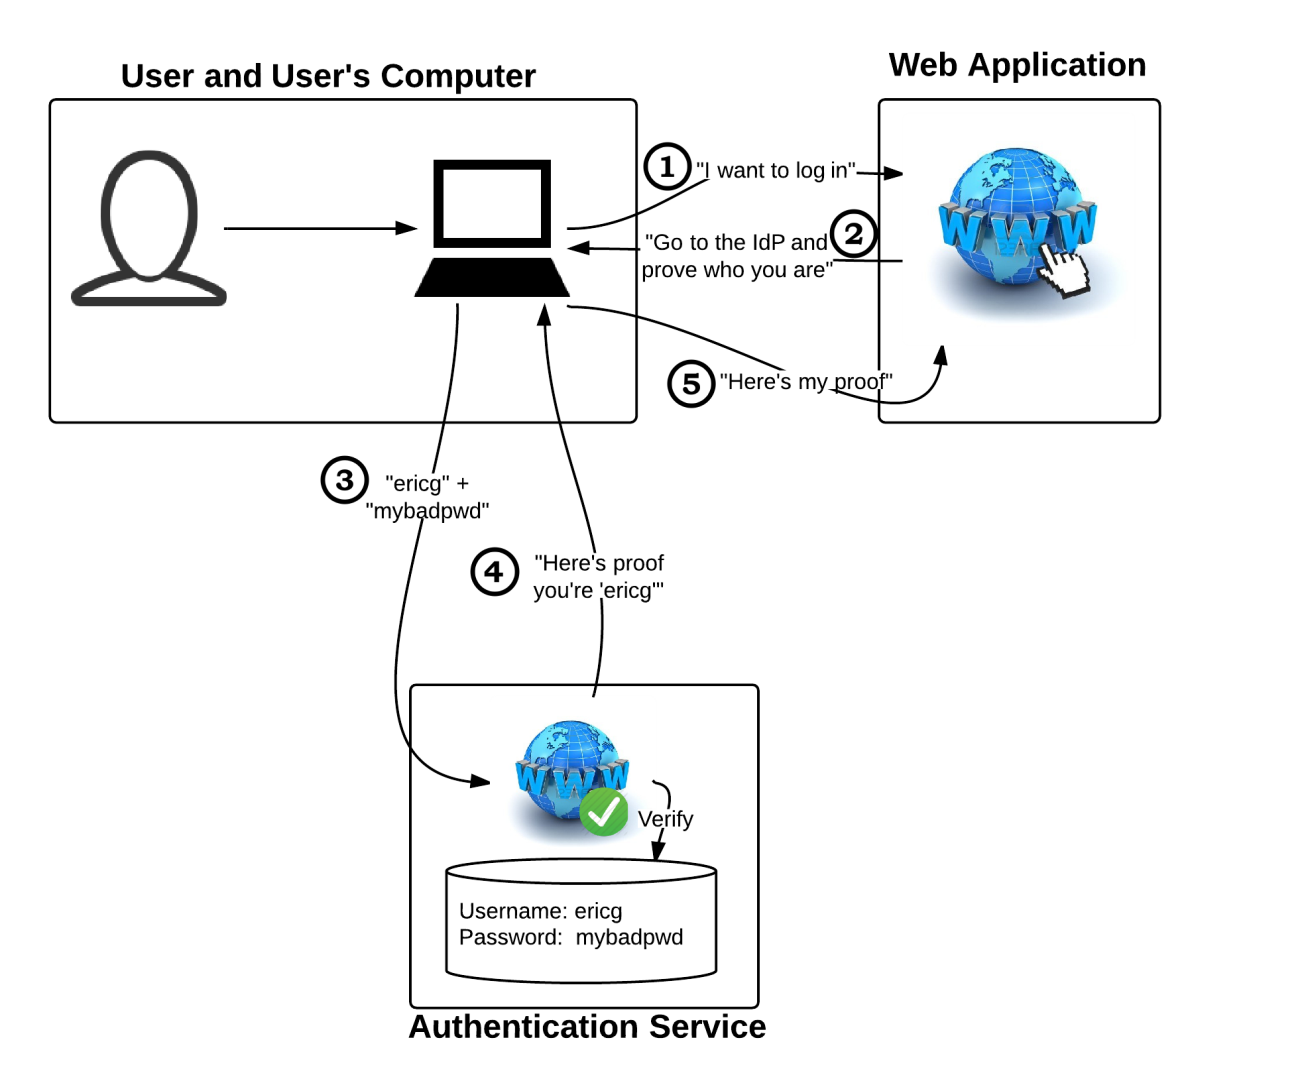 User and User's Computer
Web Application
1
"I want to log in"
2
"Go to the IdP and
prove who you are"
WWW
5
"Here's my proof"
3
"ericg" +
"mybadpwd"
4
"Here's proof
you're 'ericg'"
WWW
Verify
Username: ericg
Password: mybadpwd
Authentication Service